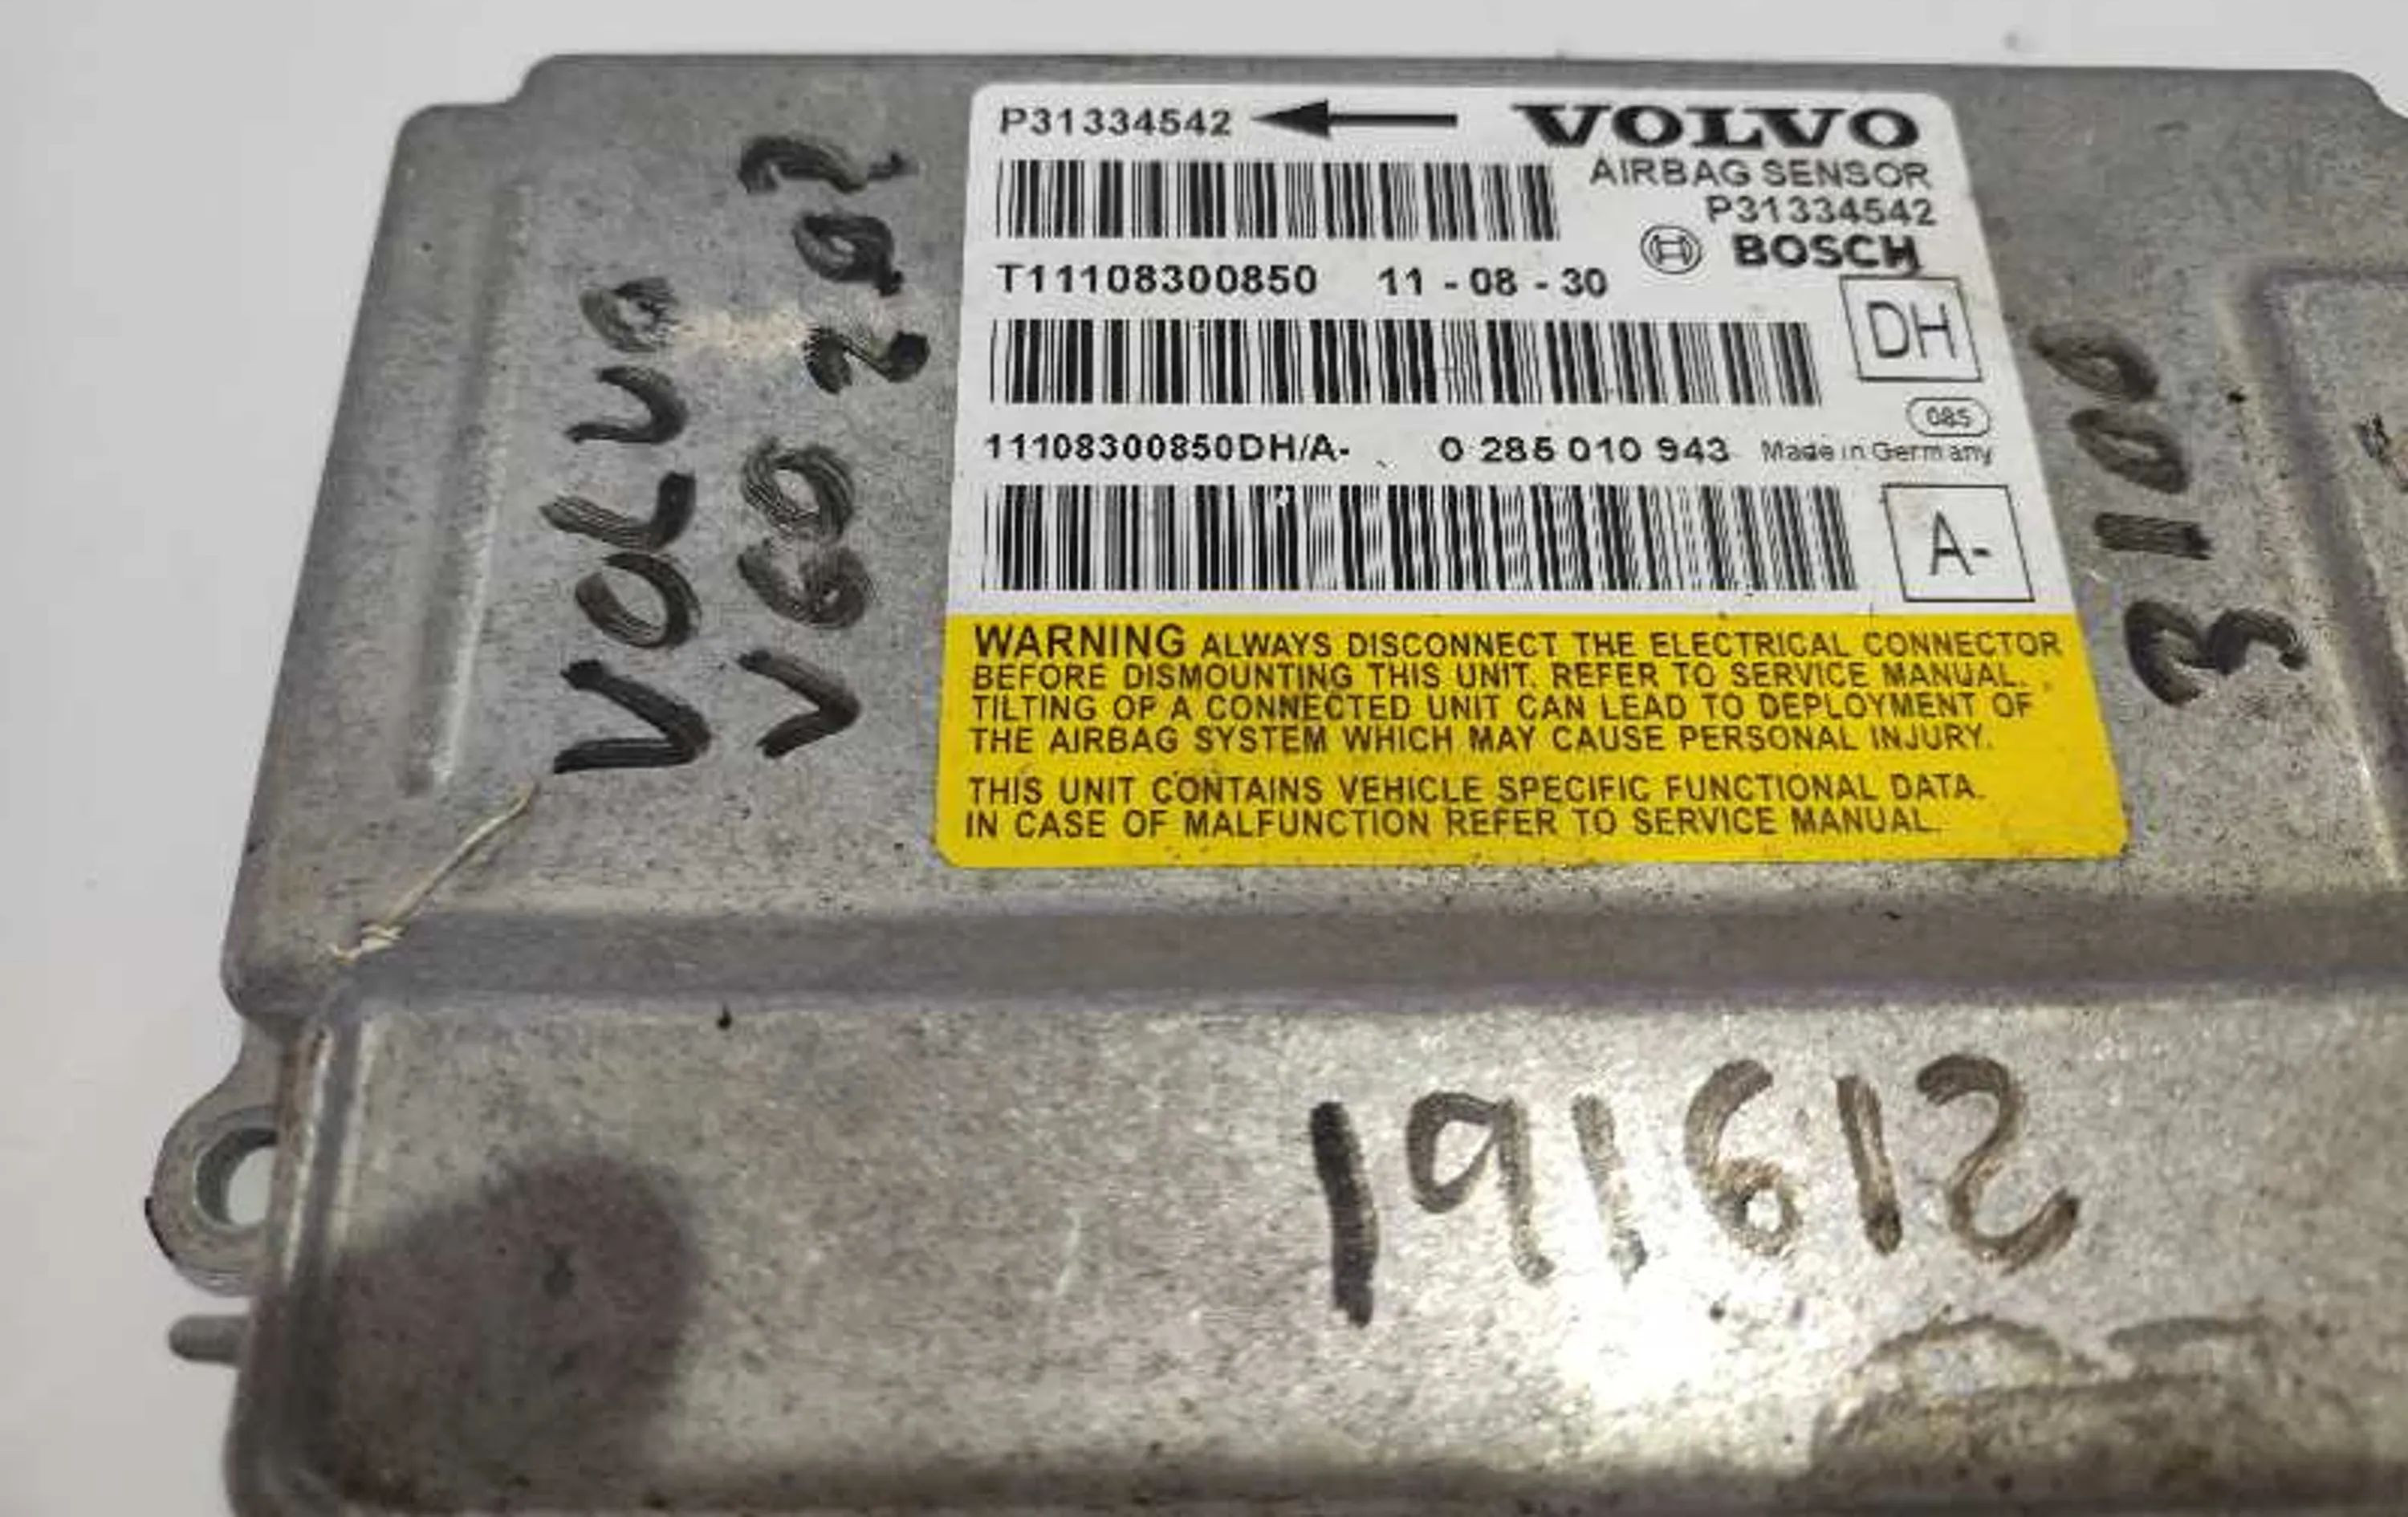 P31334542
VOLVO
AIRBAG SENSOR
P31334542
BOSCH
T11108300850 11 - 08 - 30
DH
085
11108300850DH/A- 0 285 010 943 Made in Germany
A-
WARNING ALWAYS DISCONNECT THE ELECTRICAL CONNECTOR
BEFORE DISMOUNTING THIS UNIT. REFER TO SERVICE MANUAL.
TILTING OF A CONNECTED UNIT CAN LEAD TO DEPLOYMENT OF
THE AIRBAG SYSTEM WHICH MAY CAUSE PERSONAL INJURY.
THIS UNIT CONTAINS VEHICLE SPECIFIC FUNCTIONAL DATA.
IN CASE OF MALFUNCTION REFER TO SERVICE MANUAL.
VOLVO
V60
3100
191612